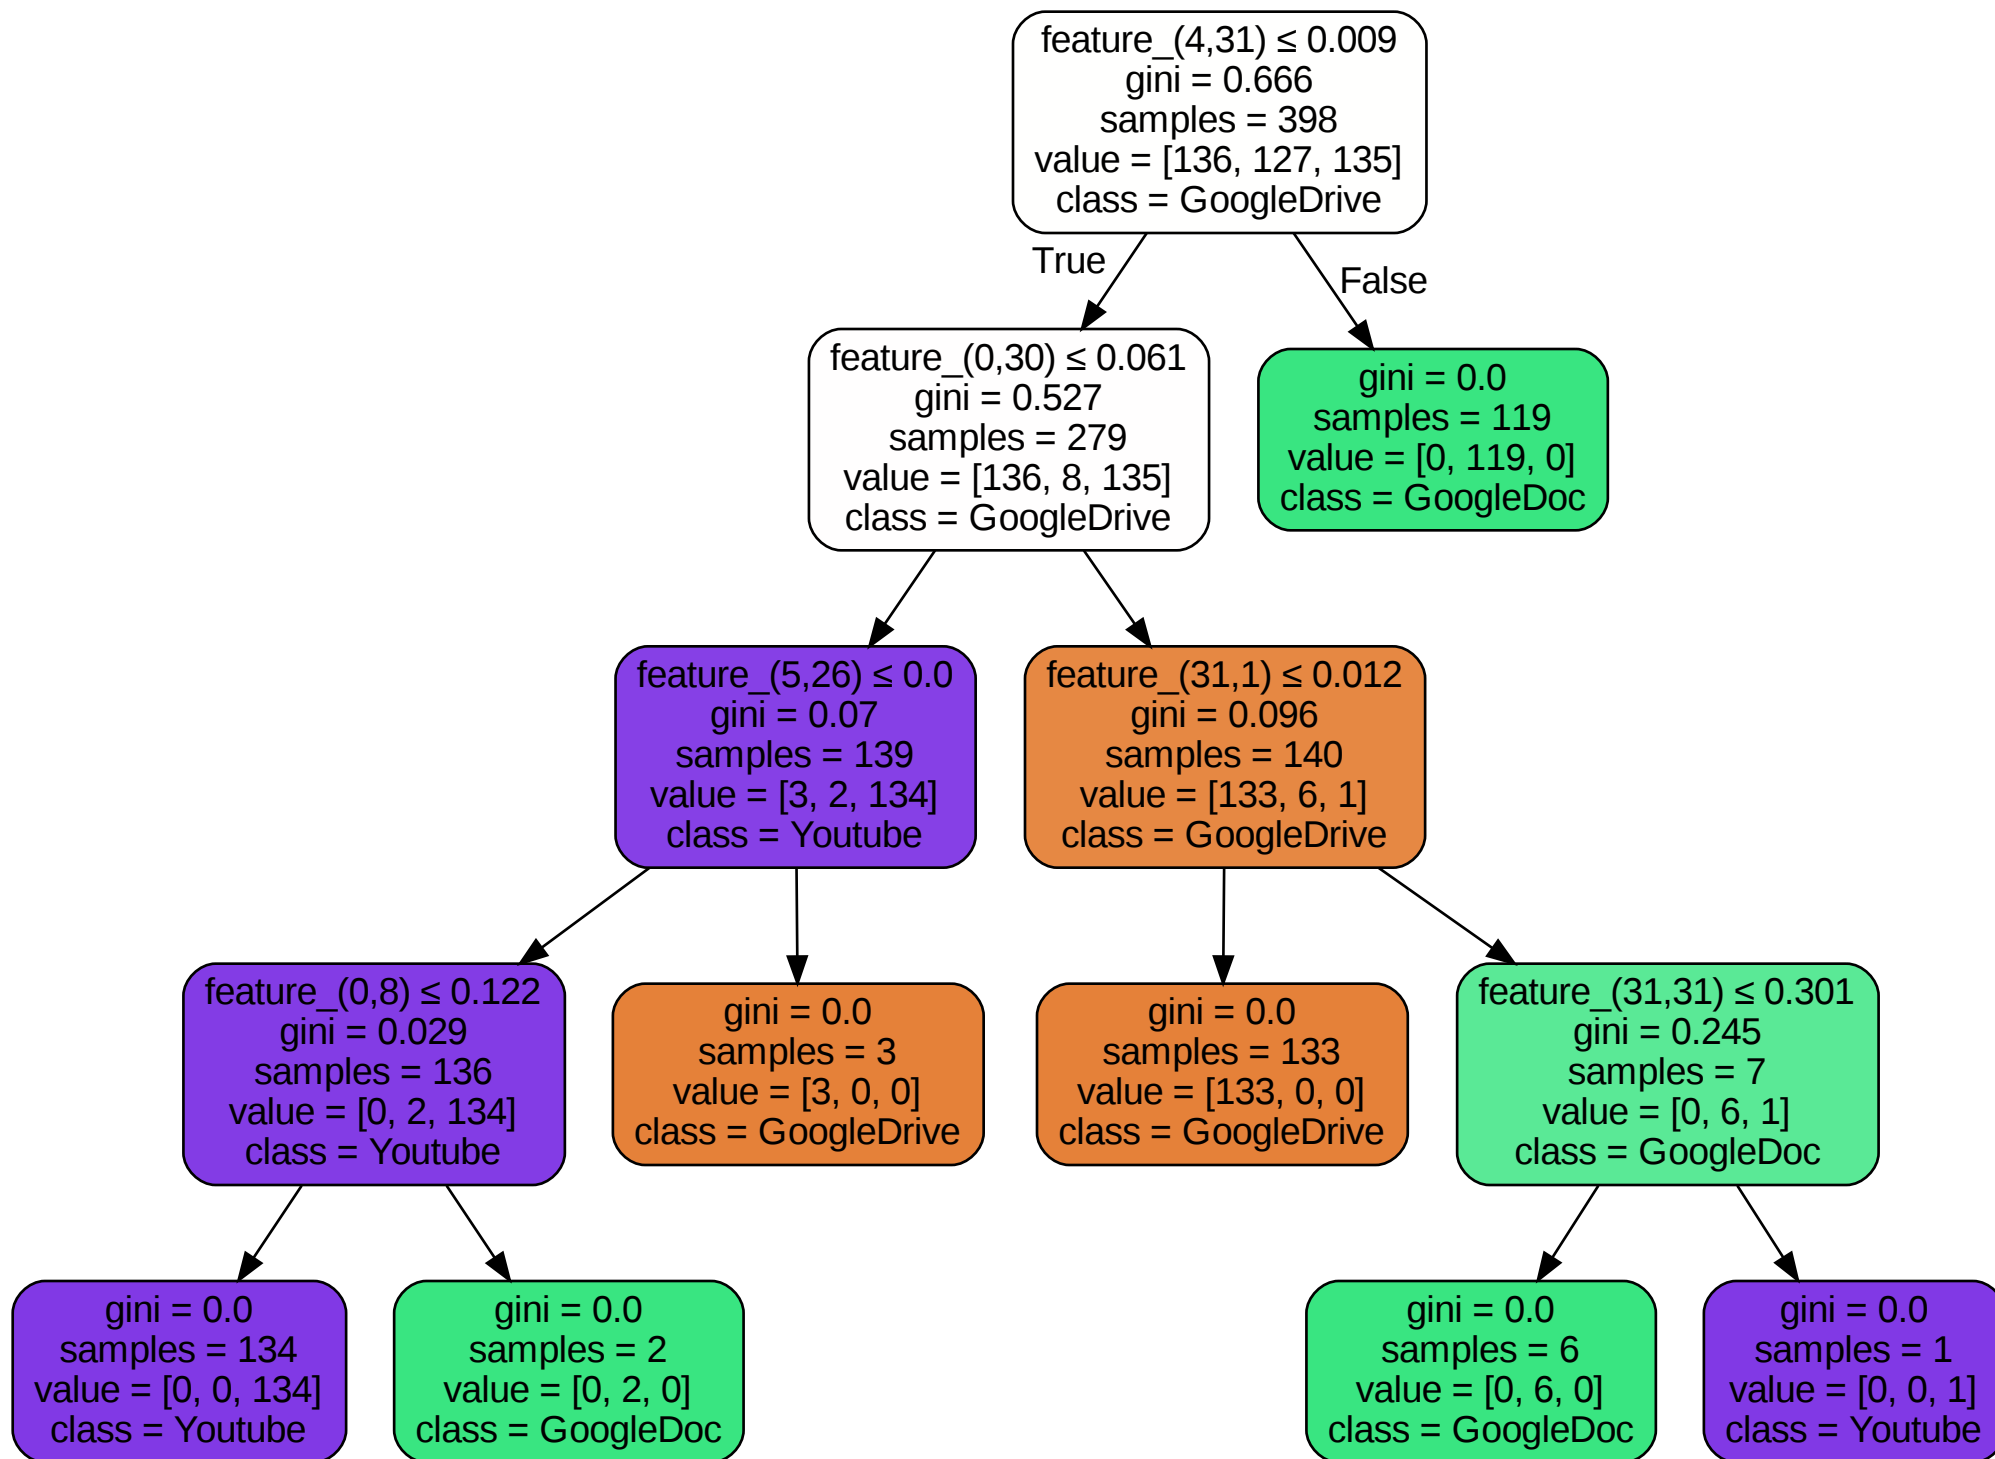 feature_(4,31) ≤ 0.009
gini = 0.666
samples = 398
value = [136, 127, 135]
class = GoogleDrive
True
False
feature_(0,30) ≤ 0.061
gini = 0.527
samples = 279
value = [136, 8, 135]
class = GoogleDrive
gini = 0.0
samples = 119
value = [0, 119, 0]
class = GoogleDoc
feature_(5,26) ≤ 0.0
gini = 0.07
samples = 139
value = [3, 2, 134]
class = Youtube
feature_(31,1) ≤ 0.012
gini = 0.096
samples = 140
value = [133, 6, 1]
class = GoogleDrive
feature_(0,8) ≤ 0.122
gini = 0.029
samples = 136
value = [0, 2, 134]
class = Youtube
gini = 0.0
samples = 3
value = [3, 0, 0]
class = GoogleDrive
gini = 0.0
samples = 133
value = [133, 0, 0]
class = GoogleDrive
feature_(31,31) ≤ 0.301
gini = 0.245
samples = 7
value = [0, 6, 1]
class = GoogleDoc
gini = 0.0
samples = 134
value = [0, 0, 134]
class = Youtube
gini = 0.0
samples = 2
value = [0, 2, 0]
class = GoogleDoc
gini = 0.0
samples = 6
value = [0, 6, 0]
class = GoogleDoc
gini = 0.0
samples = 1
value = [0, 0, 1]
class = Youtube